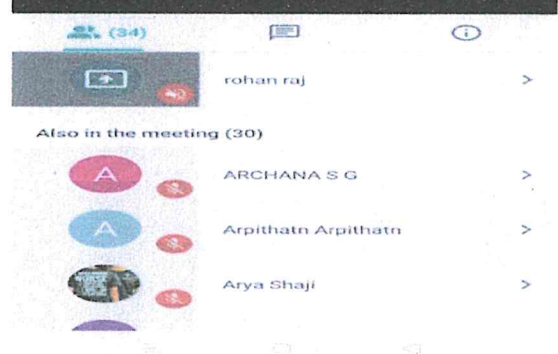 (34)
rohan raj
Also in the meeting (30)
A ARCHANA S G
A Arpithatn Arpithatn
Arya Shaji